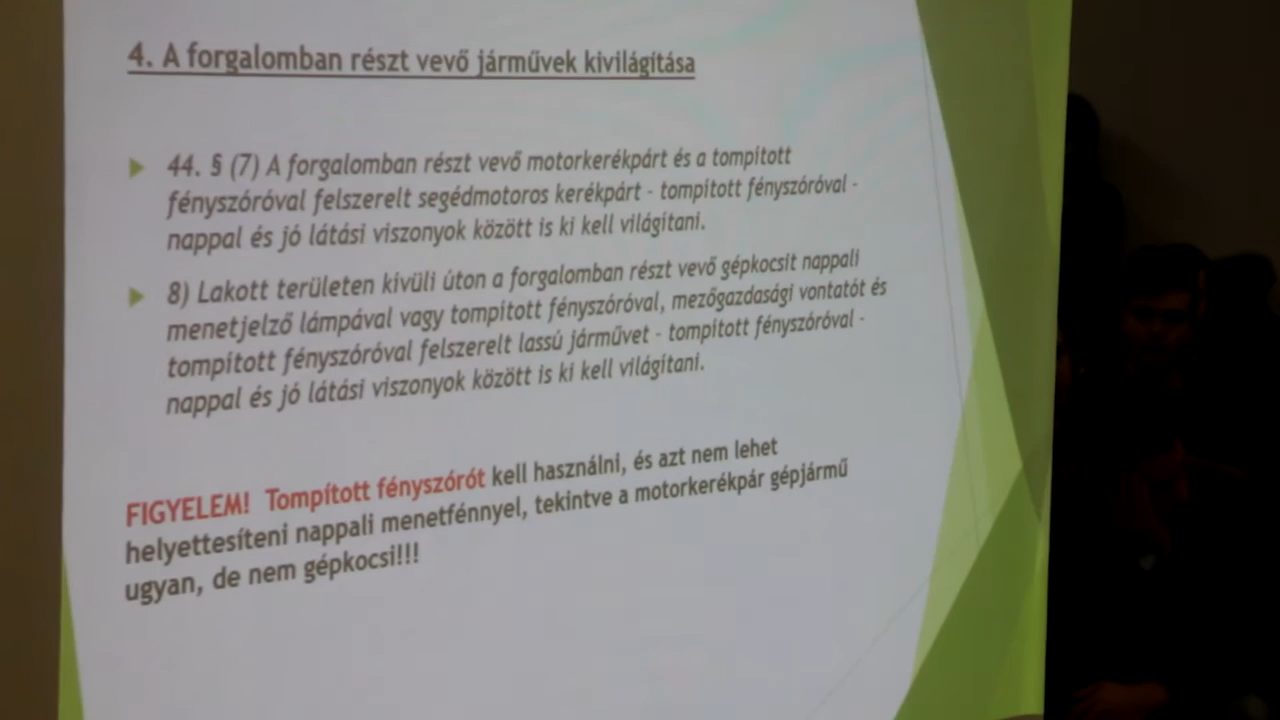 4. A forgalomban részt vevő járművek kivilágítása
44. § (7) A forgalomban részt vevő motorkerékpárt és a tompított
fényszóróval felszerelt segédmotoros kerékpárt - tompított fényszóróval -
nappal és jó látási viszonyok között is ki kell világítani.
8) Lakott területen kívüli úton a forgalomban részt vevő gépkocsit nappali
menetjelző lámpával vagy tompított fényszóróval, mezőgazdasági vontatót és
tompított fényszóróval felszerelt lassú járművet - tompított fényszóróval -
nappal és jó látási viszonyok között is ki kell világítani.
FIGYELEM! Tompított fényszórót kell használni, és azt nem lehet
helyettesíteni nappali menetfénnyel, tekintve a motorkerékpár gépjármű
ugyan, de nem gépkocsi!!!